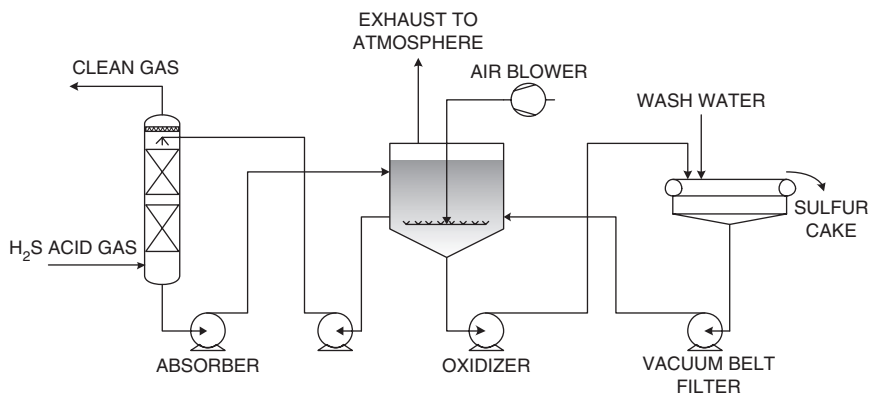 EXHAUST TO
ATMOSPHERE
CLEAN GAS
AIR BLOWER
WASH WATER
H₂S ACID GAS
SULFUR
CAKE
ABSORBER
OXIDIZER
VACUUM BELT
FILTER